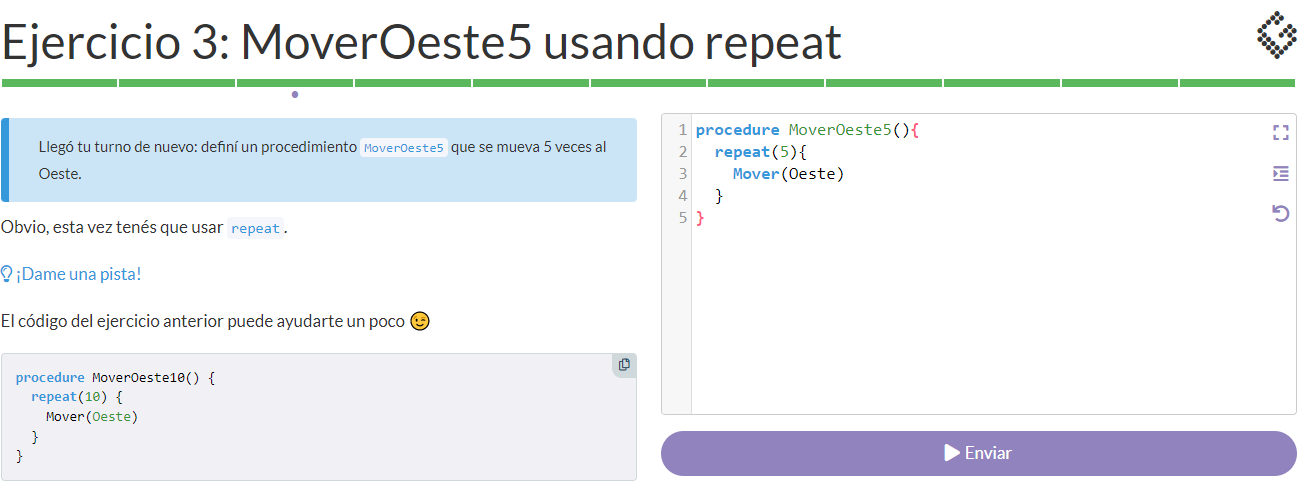 Ejercicio 3: MoverOeste5 usando repeat
Llegó tu turno de nuevo: definí un procedimiento MoverOeste5 que se mueva 5 veces al
Oeste.
Obvio, esta vez tenés que usar repeat.
¡Dame una pista!
El código del ejercicio anterior puede ayudarte un poco 😉
procedure MoverOeste10() {
  repeat(10) {
    Mover(Oeste)
  }
}
1 procedure MoverOeste5(){
2   repeat(5){
3     Mover(Oeste)
4   }
5 }
Enviar